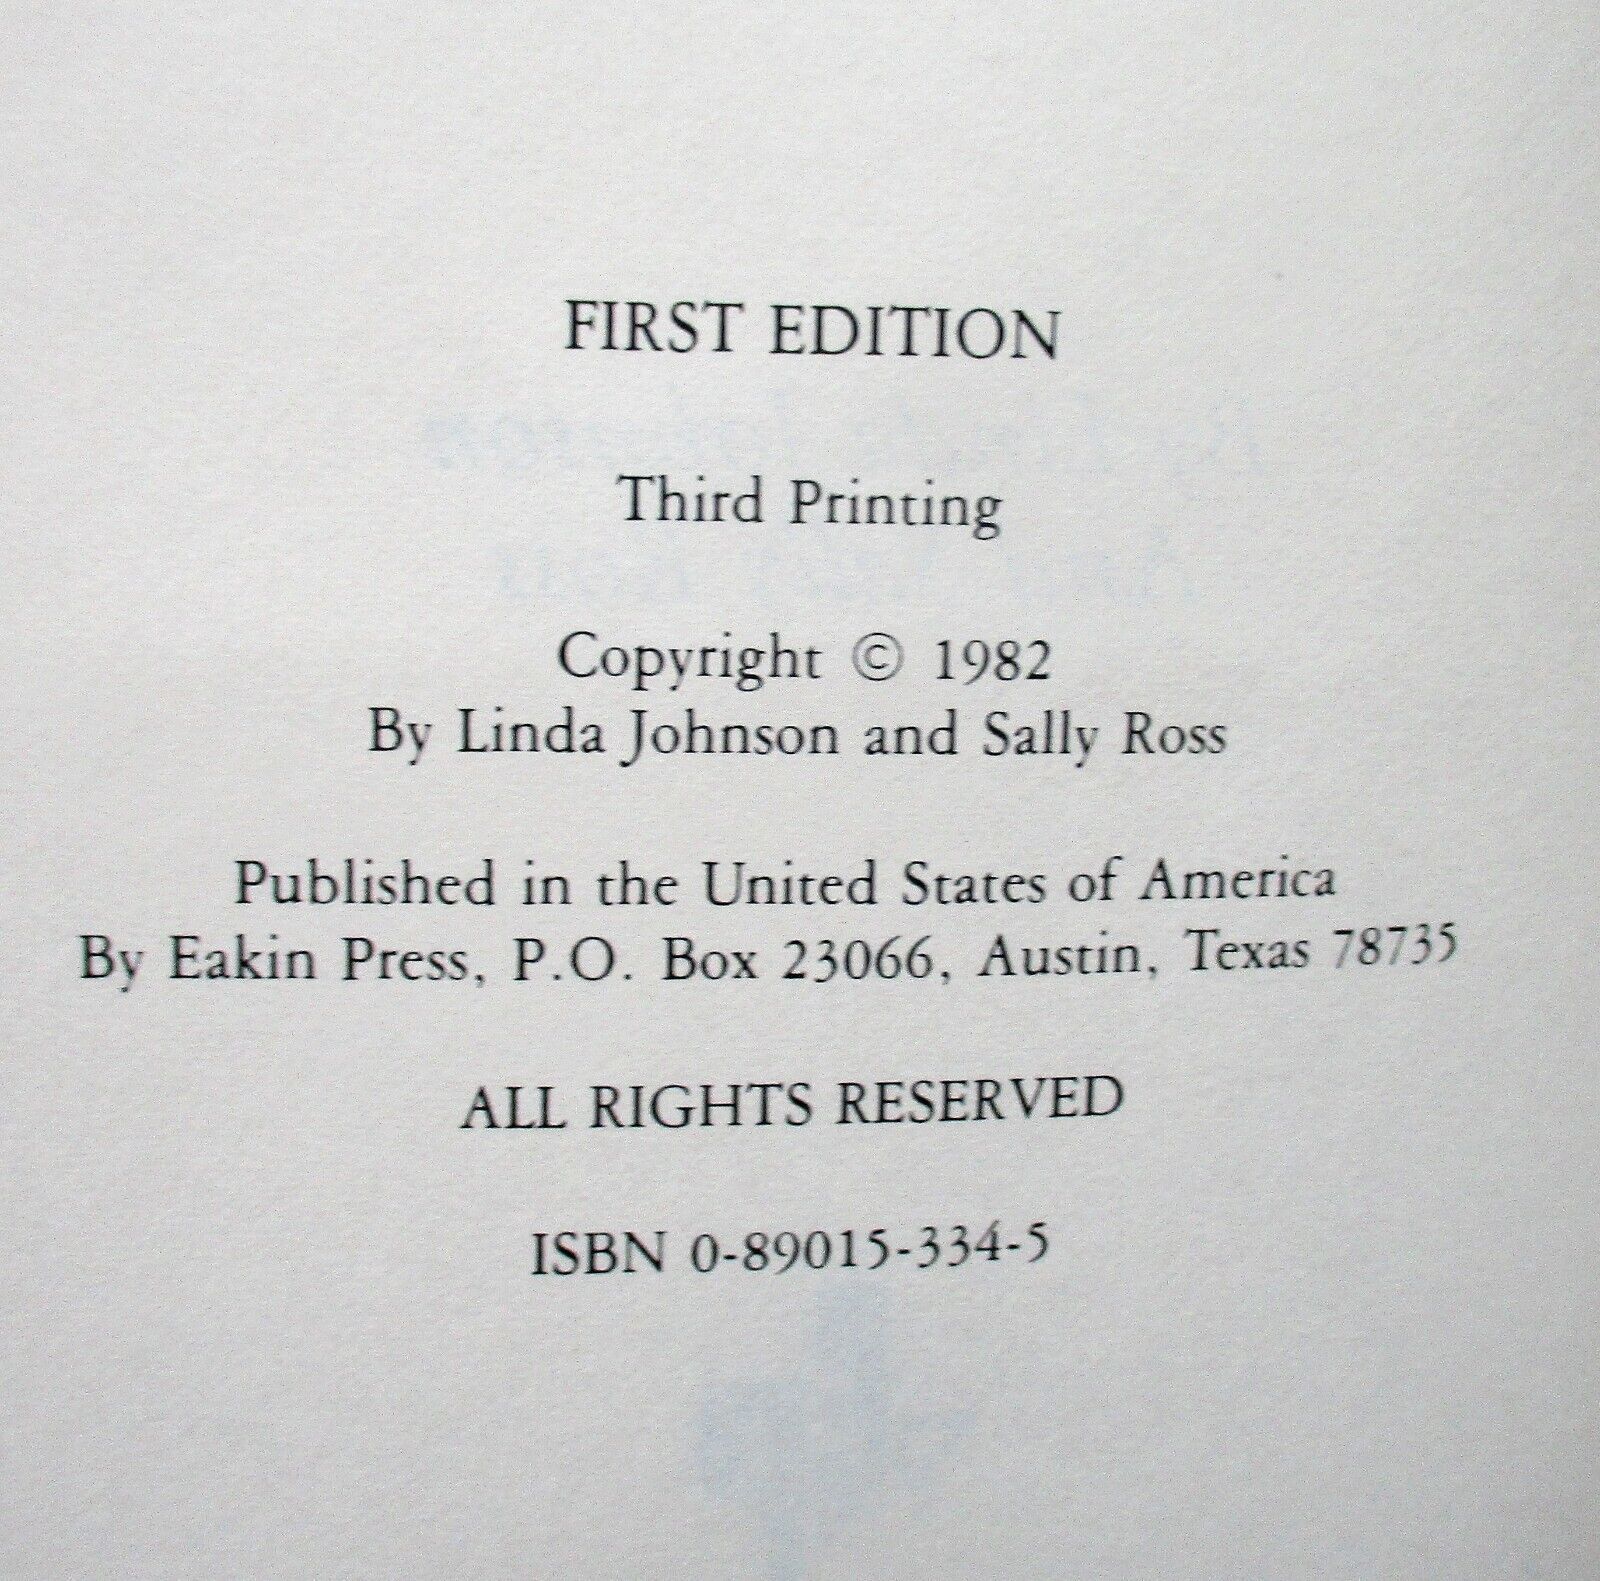 FIRST EDITION
Third Printing
Copyright © 1982
By Linda Johnson and Sally Ross
Published in the United States of America
By Eakin Press, P.O. Box 23066, Austin, Texas 78735
ALL RIGHTS RESERVED
ISBN 0-89015-334-5